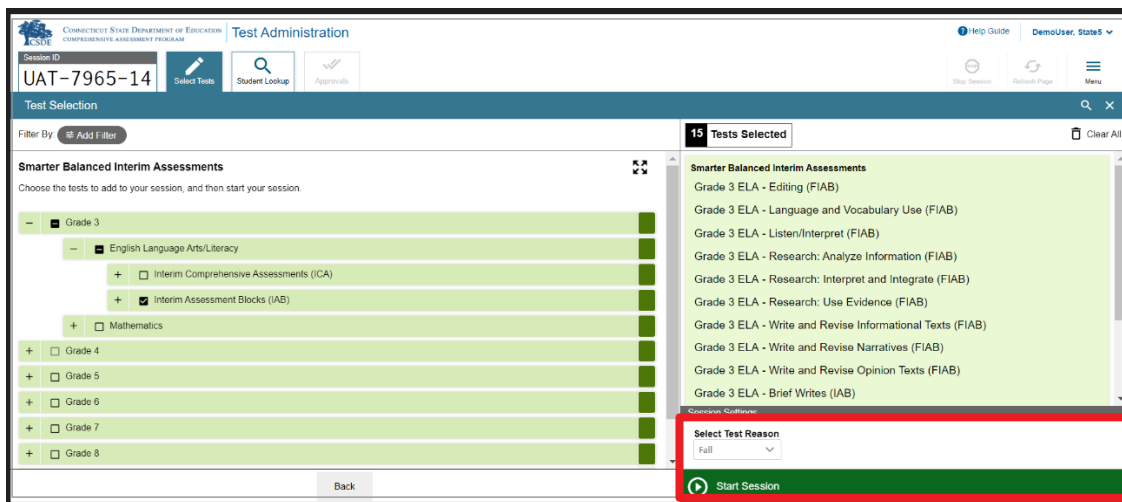 CSDE
CONNECTICUT STATE DEPARTMENT OF EDUCATION
COMPREHENSIVE ASSESSMENT PROGRAM
Test Administration
Help Guide
DemoUser, State5
Session ID
UAT-7965-14
Select Tests
Student Lookup
Approvals
STOP
Stop Session
Refresh Page
Menu
Test Selection
Filter By: Add Filter
15 Tests Selected
Clear All
Smarter Balanced Interim Assessments
Choose the tests to add to your session, and then start your session.
Grade 3
English Language Arts/Literacy
Interim Comprehensive Assessments (ICA)
Interim Assessment Blocks (IAB)
Mathematics
Grade 4
Grade 5
Grade 6
Grade 7
Grade 8
Back
Smarter Balanced Interim Assessments
Grade 3 ELA - Editing (FIAB)
Grade 3 ELA - Language and Vocabulary Use (FIAB)
Grade 3 ELA - Listen/Interpret (FIAB)
Grade 3 ELA - Research: Analyze Information (FIAB)
Grade 3 ELA - Research: Interpret and Integrate (FIAB)
Grade 3 ELA - Research: Use Evidence (FIAB)
Grade 3 ELA - Write and Revise Informational Texts (FIAB)
Grade 3 ELA - Write and Revise Narratives (FIAB)
Grade 3 ELA - Write and Revise Opinion Texts (FIAB)
Grade 3 ELA - Brief Writes (IAB)
Session Settings
Select Test Reason
Fall
Start Session